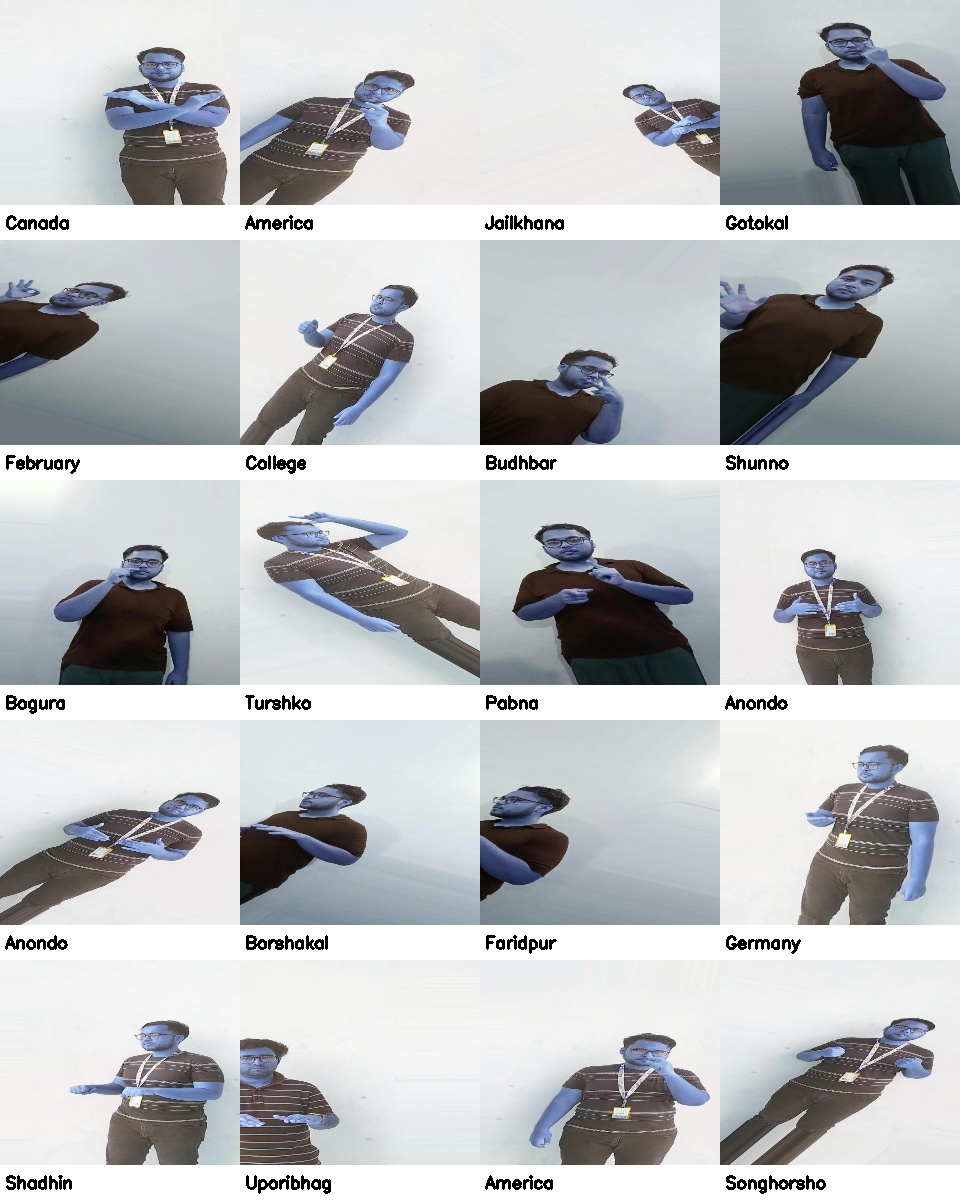 Canada
America
Jailkhana
Gotokal
February
College
Budhbar
Shunno
Bogura
Turshko
Pabna
Anondo
Anondo
Borshakal
Faridpur
Germany
Shadhin
Uporibhag
America
Songhorsho